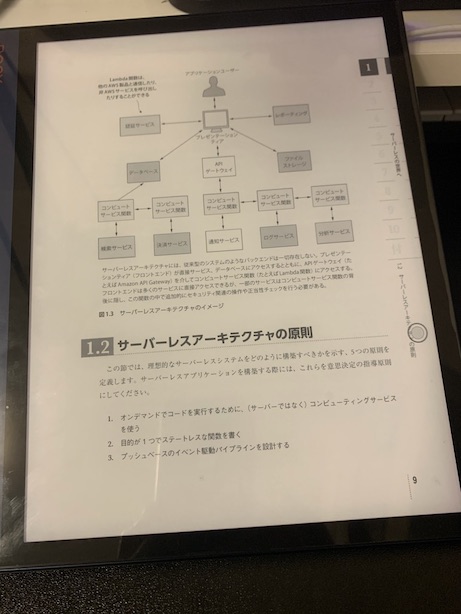 アプリケーションユーザー
Lambda関数は、
他のAWS製品と通信したり、
非AWSサービスを呼び出し
たりすることができる
認証サービス
レポーティング
プレゼンテーション
ティア
データベース
API
ゲートウェイ
ファイル
ストレージ
コンピュート
サービス関数
コンピュート
サービス関数
コンピュート
サービス関数
コンピュート
サービス関数
コンピュート
サービス関数
検索サービス
決済サービス
通知サービス
ログサービス
分析サービス
サーバーレスアーキテクチャには、従来型のシステムのようなバックエンドは一切存在しない。プレゼンテー
ションティア（フロントエンド）が直接サービス、データベースにアクセスするとともに、APIゲートウェイ（た
とえばAmazon API Gateway）を介してコンピュートサービス関数（たとえばLambda関数）にアクセスする。
フロントエンドは多くのサービスに直接アクセスできるが、一部のサービスはコンピュートサービス関数の背
後に隠し、この関数の中で追加的にセキュリティ関連の操作や正当性チェックを行う必要がある。
図1.3 サーバーレスアーキテクチャのイメージ
1.2 サーバーレスアーキテクチャの原則
この節では、理想的なサーバーレスシステムをどのように構築すべきかを示す、5つの原則を
定義します。サーバーレスアプリケーションを構築する際には、これらを意思決定の指導原則
にしてください。
1. オンデマンドでコードを実行するために、（サーバーではなく）コンピューティングサービス
を使う
2. 目的が1つでステートレスな関数を書く
3. プッシュベースのイベント駆動パイプラインを設計する
1
サーバーレスの世界へ
サーバーレスアーキ
の原則
9